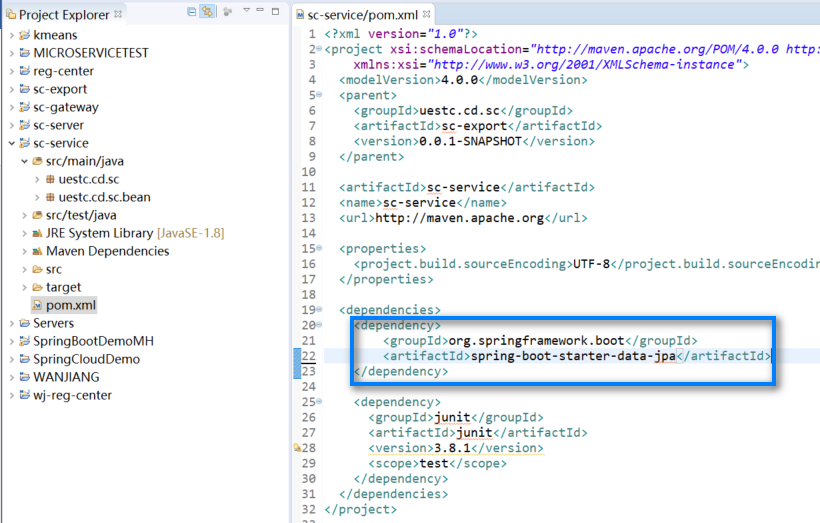 Project Explorer
kmeans
MICROSERVICETEST
reg-center
sc-export
sc-gateway
sc-server
sc-service
src/main/java
uestc.cd.sc
uestc.cd.sc.bean
src/test/java
JRE System Library [JavaSE-1.8]
Maven Dependencies
src
target
pom.xml
Servers
SpringBootDemoMH
SpringCloudDemo
WANJIANG
wj-reg-center
sc-service/pom.xml
1 <?xml version="1.0"?>
2 <project xsi:schemaLocation="http://maven.apache.org/POM/4.0.0 http:
3 xmlns:xsi="http://www.w3.org/2001/XMLSchema-instance">
4 <modelVersion>4.0.0</modelVersion>
5 <parent>
6 <groupId>uestc.cd.sc</groupId>
7 <artifactId>sc-export</artifactId>
8 <version>0.0.1-SNAPSHOT</version>
9 </parent>
10
11 <artifactId>sc-service</artifactId>
12 <name>sc-service</name>
13 <url>http://maven.apache.org</url>
14
15 <properties>
16 <project.build.sourceEncoding>UTF-8</project.build.sourceEncoding
17 </properties>
18
19 <dependencies>
20 <dependency>
21 <groupId>org.springframework.boot</groupId>
22 <artifactId>spring-boot-starter-data-jpa</artifactId>
23 </dependency>
24
25 <dependency>
26 <groupId>junit</groupId>
27 <artifactId>junit</artifactId>
28 <version>3.8.1</version>
29 <scope>test</scope>
30 </dependency>
31 </dependencies>
32 </project>